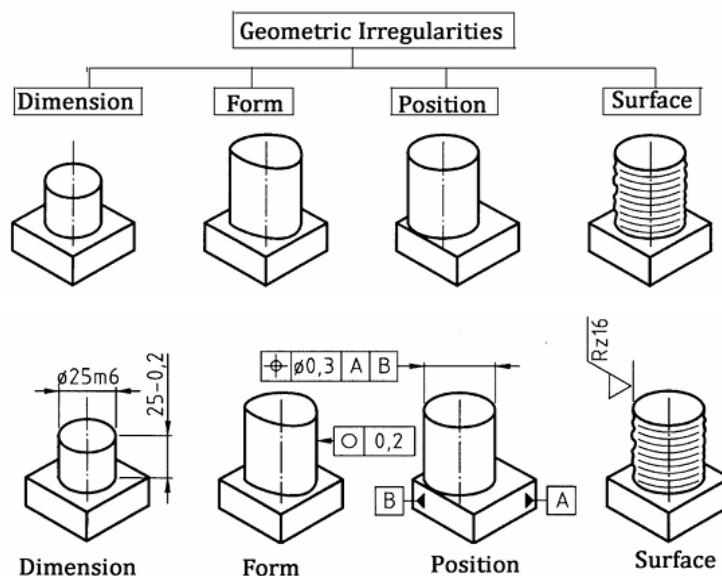 Geometric Irregularities
Dimension
Form
Position
Surface
ø25m6
25-0,2
⌖ ø0,3 A B
○ 0,2
B
A
Rz16
Dimension
Form
Position
Surface